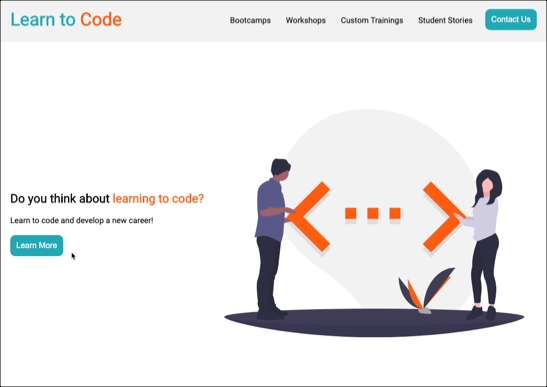 Learn to Code
Bootcamps Workshops Custom Trainings Student Stories Contact Us
Do you think about learning to code?
Learn to code and develop a new career!
Learn More